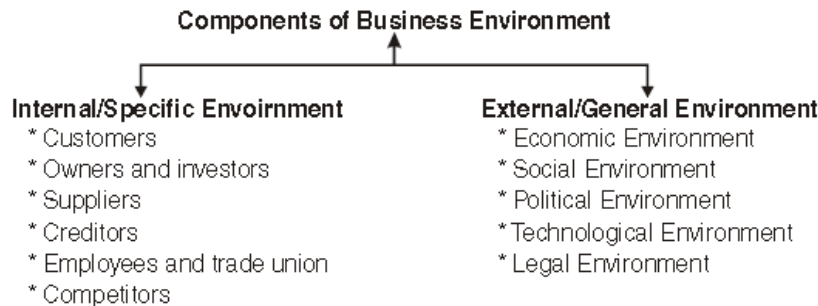 Components of Business Environment
Internal/Specific Envoirnment
* Customers
* Owners and investors
* Suppliers
* Creditors
* Employees and trade union
* Competitors
External/General Environment
* Economic Environment
* Social Environment
* Political Environment
* Technological Environment
* Legal Environment